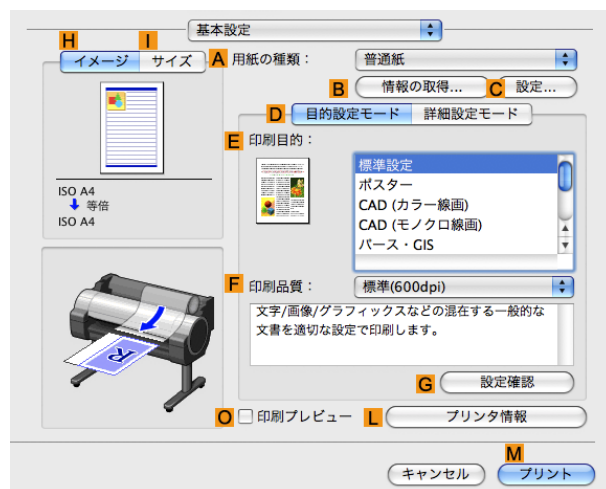 基本設定
H I
イメージ サイズ
A 用紙の種類： 普通紙
B 情報の取得... C 設定...
D 目的設定モード 詳細設定モード
E 印刷目的：
標準設定
ポスター
CAD (カラー線画)
CAD (モノクロ線画)
パース・GIS
ISO A4
等倍
ISO A4
F 印刷品質： 標準(600dpi)
文字/画像/グラフィックスなどの混在する一般的な
文書を適切な設定で印刷します。
R
G 設定確認
O 印刷プレビュー L プリンタ情報
M
キャンセル プリント